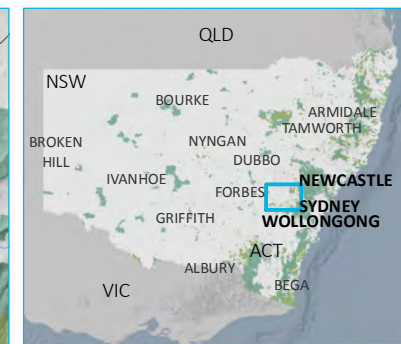 QLD
NSW
BOURKE
ARMIDALE
TAMWORTH
BROKEN
HILL
NYNGAN
DUBBO
IVANHOE
FORBES
NEWCASTLE
SYDNEY
GRIFFITH
WOLLONGONG
ACT
ALBURY
VIC
BEGA